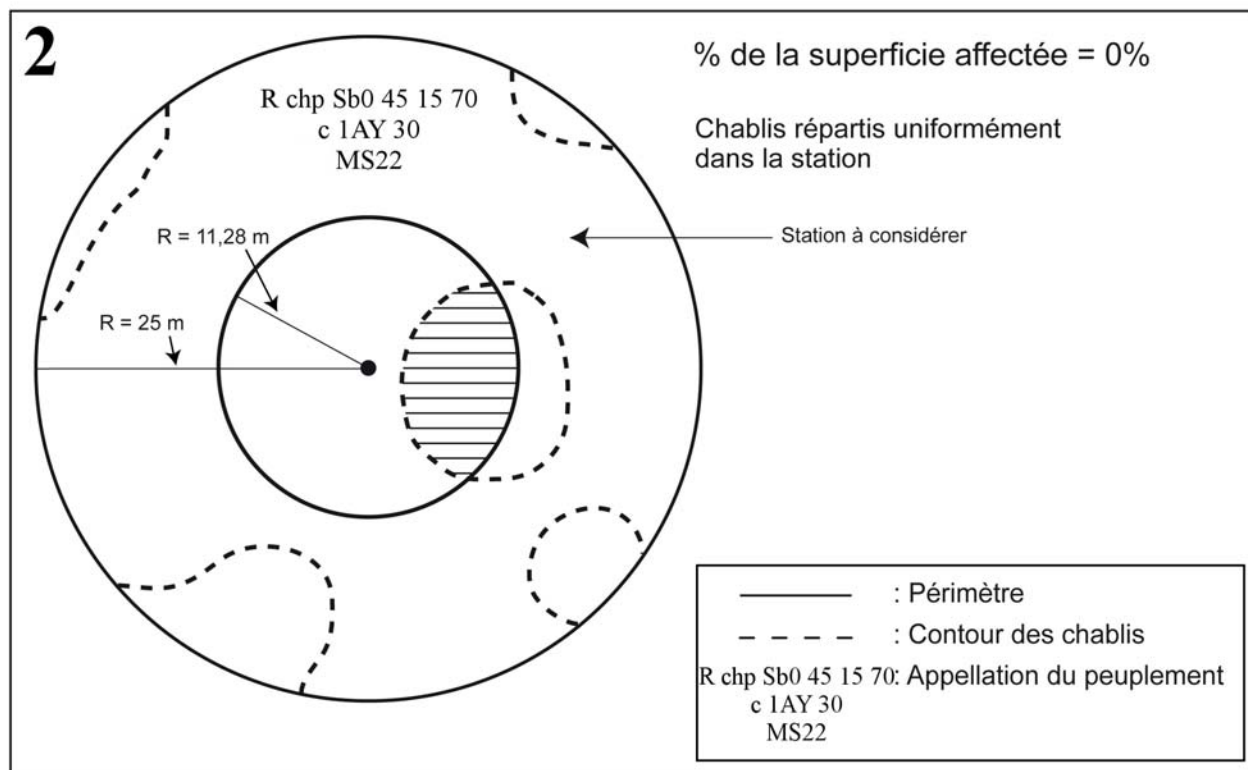 2
% de la superficie affectée = 0%
R chp Sb0 45 15 70
c 1AY 30
MS22
Chablis répartis uniformément
dans la station
R = 11,28 m
Station à considérer
R = 25 m
: Périmètre
: Contour des chablis
R chp Sb0 45 15 70: Appellation du peuplement
c 1AY 30
MS22